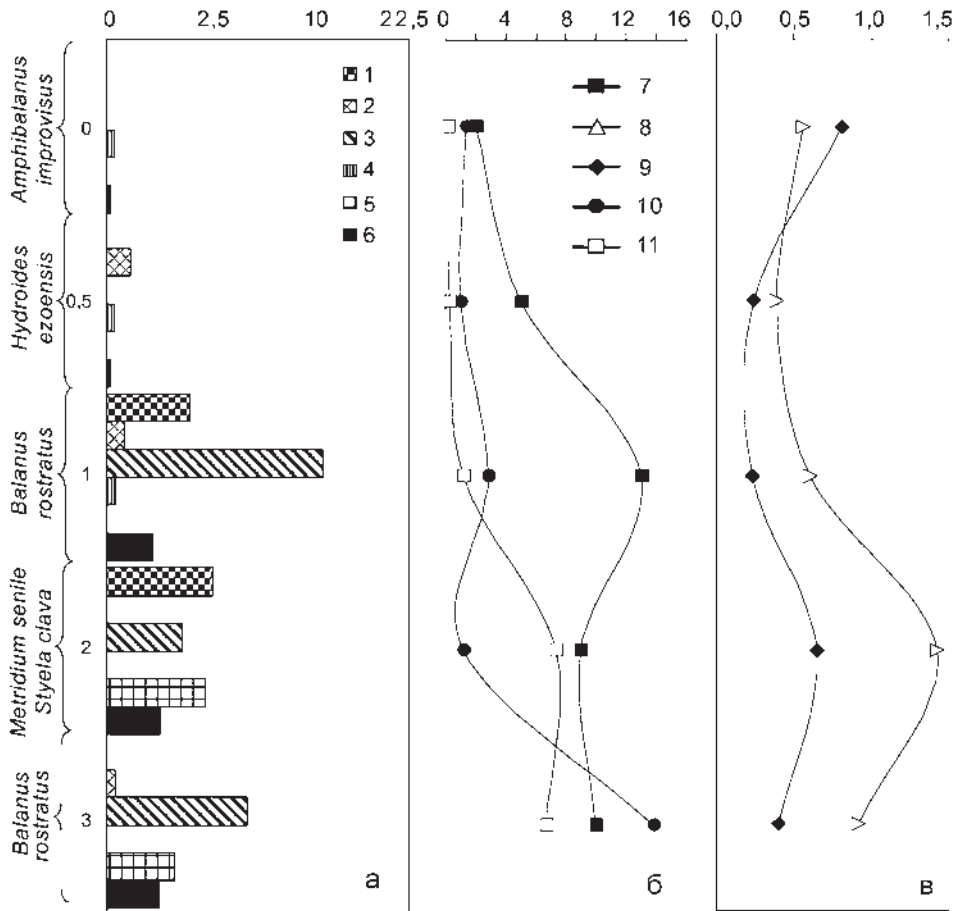 0 2,5 10 22,5
0 4 8 12 16
0,0 0,5 1,0 1,5
1
2
3
4
5
6
7
8
9
10
11
Amphibalanus
improvisus
0
Hydroides
ezoensis
0,5
Balanus
rostratus
1
Metridium senile
Styela clava
2
Balanus
rostratus
3
а
б
в